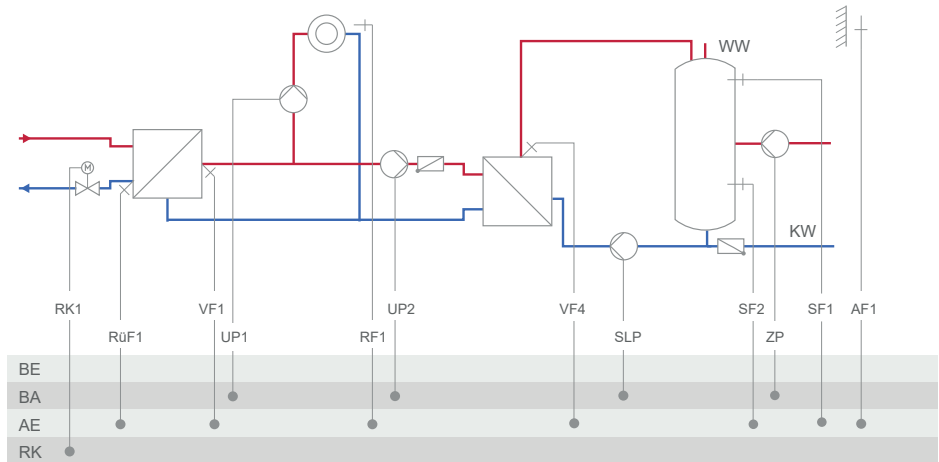 WW
M
KW
RK1 VF1 UP2 VF4 SF2 SF1 AF1
RüF1 UP1 RF1 SLP ZP
BE
BA
AE
RK